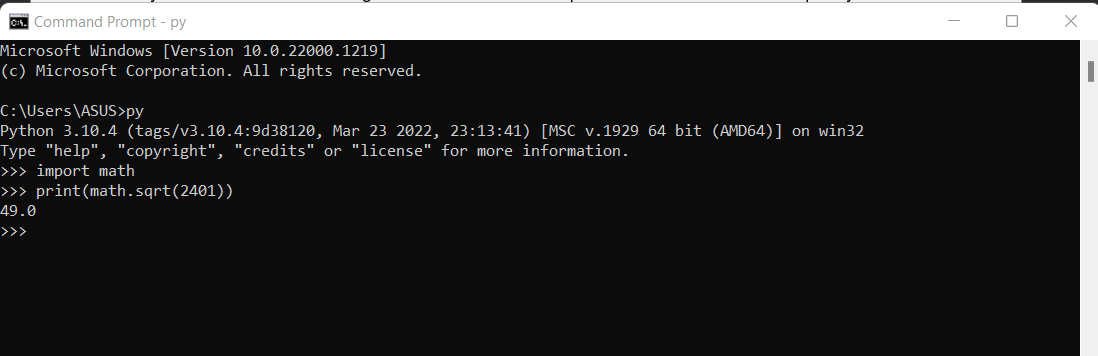 Command Prompt - py
Microsoft Windows [Version 10.0.22000.1219]
(c) Microsoft Corporation. All rights reserved.
C:\Users\ASUS>py
Python 3.10.4 (tags/v3.10.4:9d38120, Mar 23 2022, 23:13:41) [MSC v.1929 64 bit (AMD64)] on win32
Type "help", "copyright", "credits" or "license" for more information.
>>> import math
>>> print(math.sqrt(2401))
49.0
>>>